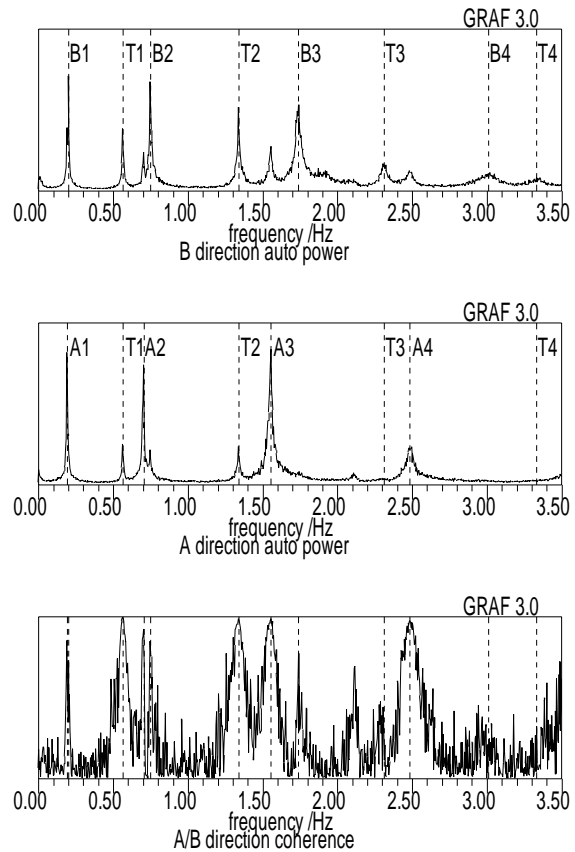 GRAF 3.0
B1 T1 B2 T2 B3 T3 B4 T4
0.00 0.50 1.00 1.50 2.00 2.50 3.00 3.50
frequency /Hz
B direction auto power
GRAF 3.0
A1 T1 A2 T2 A3 T3 A4 T4
0.00 0.50 1.00 1.50 2.00 2.50 3.00 3.50
frequency /Hz
A direction auto power
GRAF 3.0
0.00 0.50 1.00 1.50 2.00 2.50 3.00 3.50
frequency /Hz
A/B direction coherence